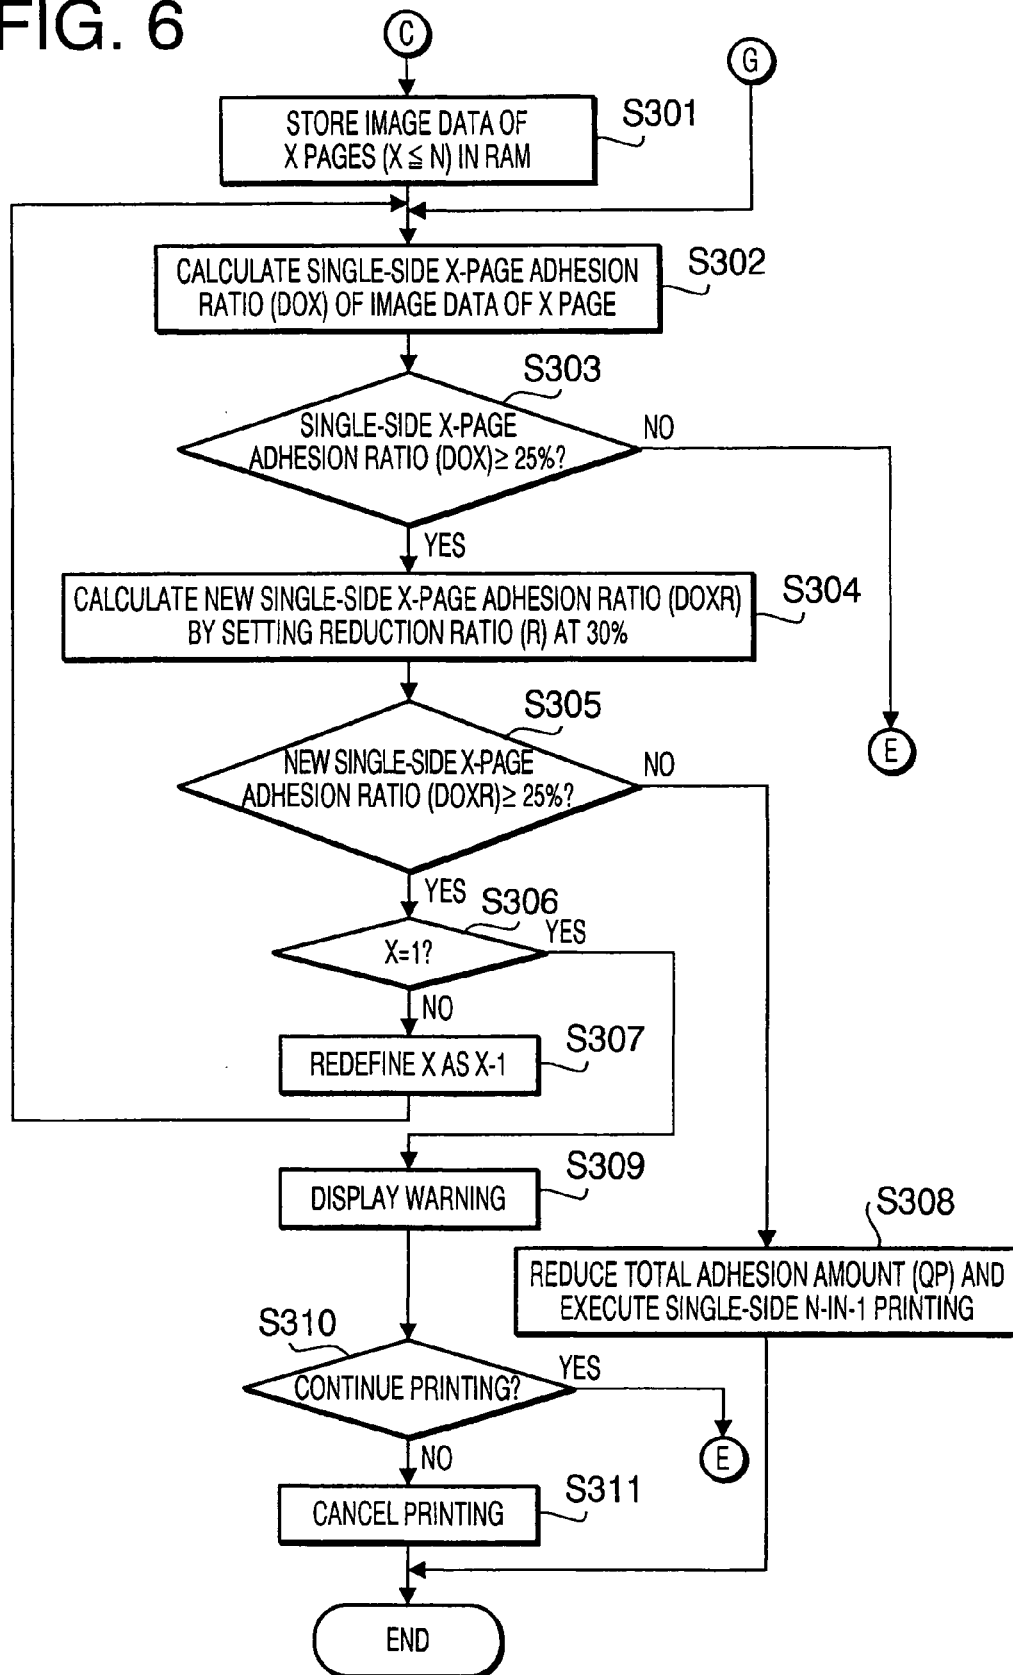 FIG. 6
C
G
STORE IMAGE DATA OF
X PAGES (X ≦ N) IN RAM
S301
CALCULATE SINGLE-SIDE X-PAGE ADHESION
RATIO (DOX) OF IMAGE DATA OF X PAGE
S302
S303
SINGLE-SIDE X-PAGE
ADHESION RATIO (DOX)≥ 25%?
NO
YES
CALCULATE NEW SINGLE-SIDE X-PAGE ADHESION RATIO (DOXR)
BY SETTING REDUCTION RATIO (R) AT 30%
S304
S305
E
NEW SINGLE-SIDE X-PAGE
ADHESION RATIO (DOXR)≥ 25%?
NO
YES
S306
X=1?
YES
NO
REDEFINE X AS X-1
S307
DISPLAY WARNING
S309
S308
REDUCE TOTAL ADHESION AMOUNT (QP) AND
EXECUTE SINGLE-SIDE N-IN-1 PRINTING
S310
CONTINUE PRINTING?
YES
E
NO
CANCEL PRINTING
S311
END